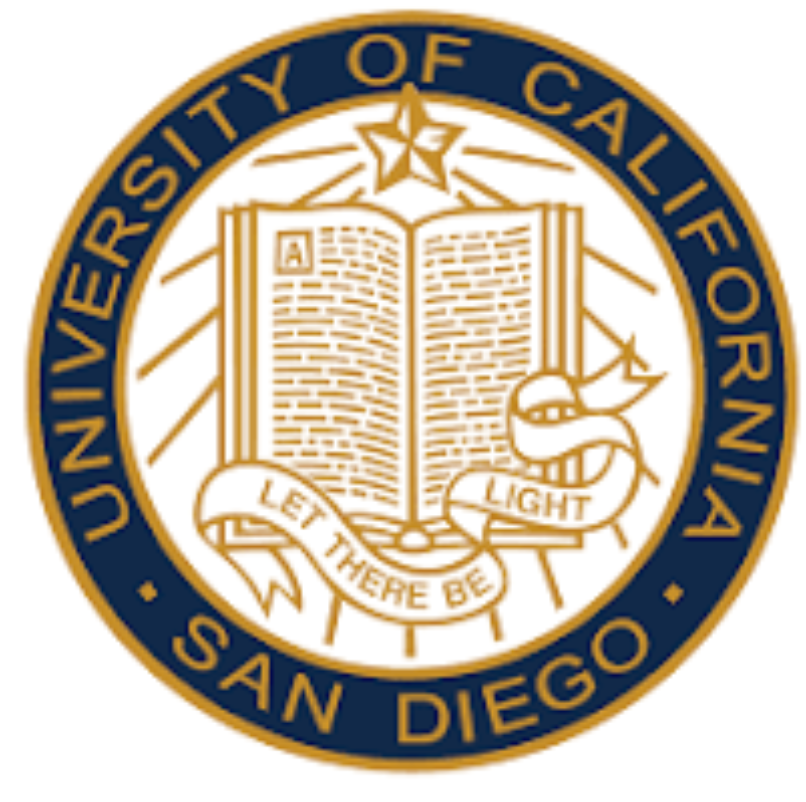 UNIVERSITY OF CALIFORNIA
A
LET THERE BE
LIGHT
· SAN DIEGO ·